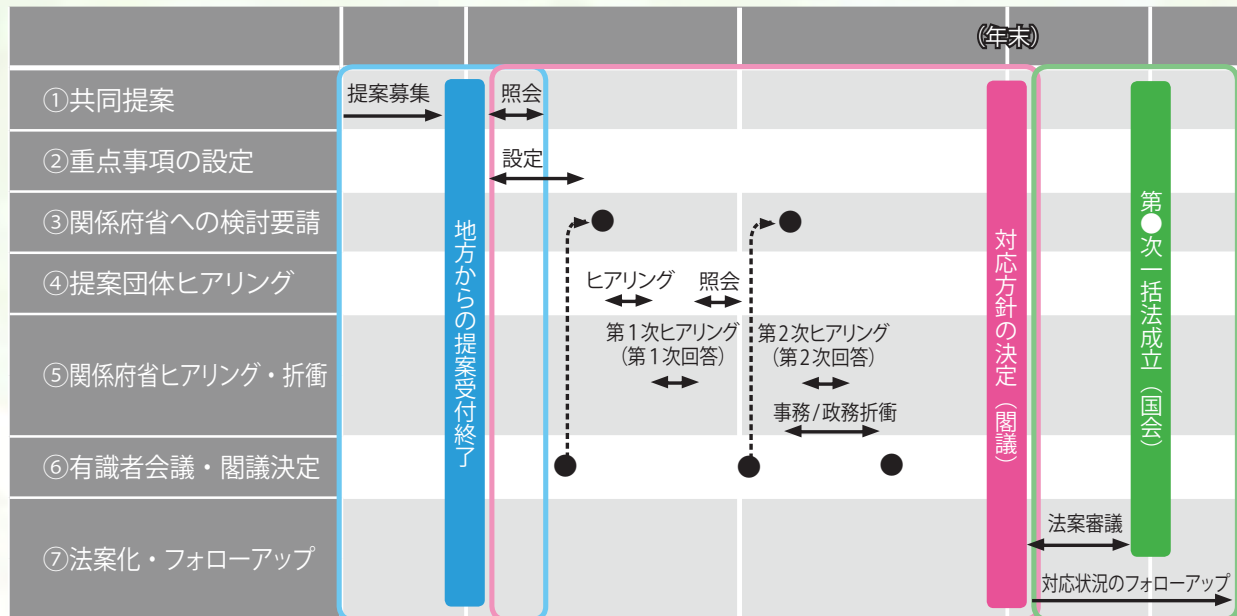 (年末)
①共同提案
提案募集
照会
②重点事項の設定
設定
③関係府省への検討要請
④提案団体ヒアリング
ヒアリング
照会
⑤関係府省ヒアリング・折衝
第1次ヒアリング
(第1次回答)
第2次ヒアリング
(第2次回答)
事務/政務折衝
⑥有識者会議・閣議決定
⑦法案化・フォローアップ
法案審議
対応状況のフォローアップ
地方からの提案受付終了
対応方針の決定（閣議）
第●次一括法成立（国会）